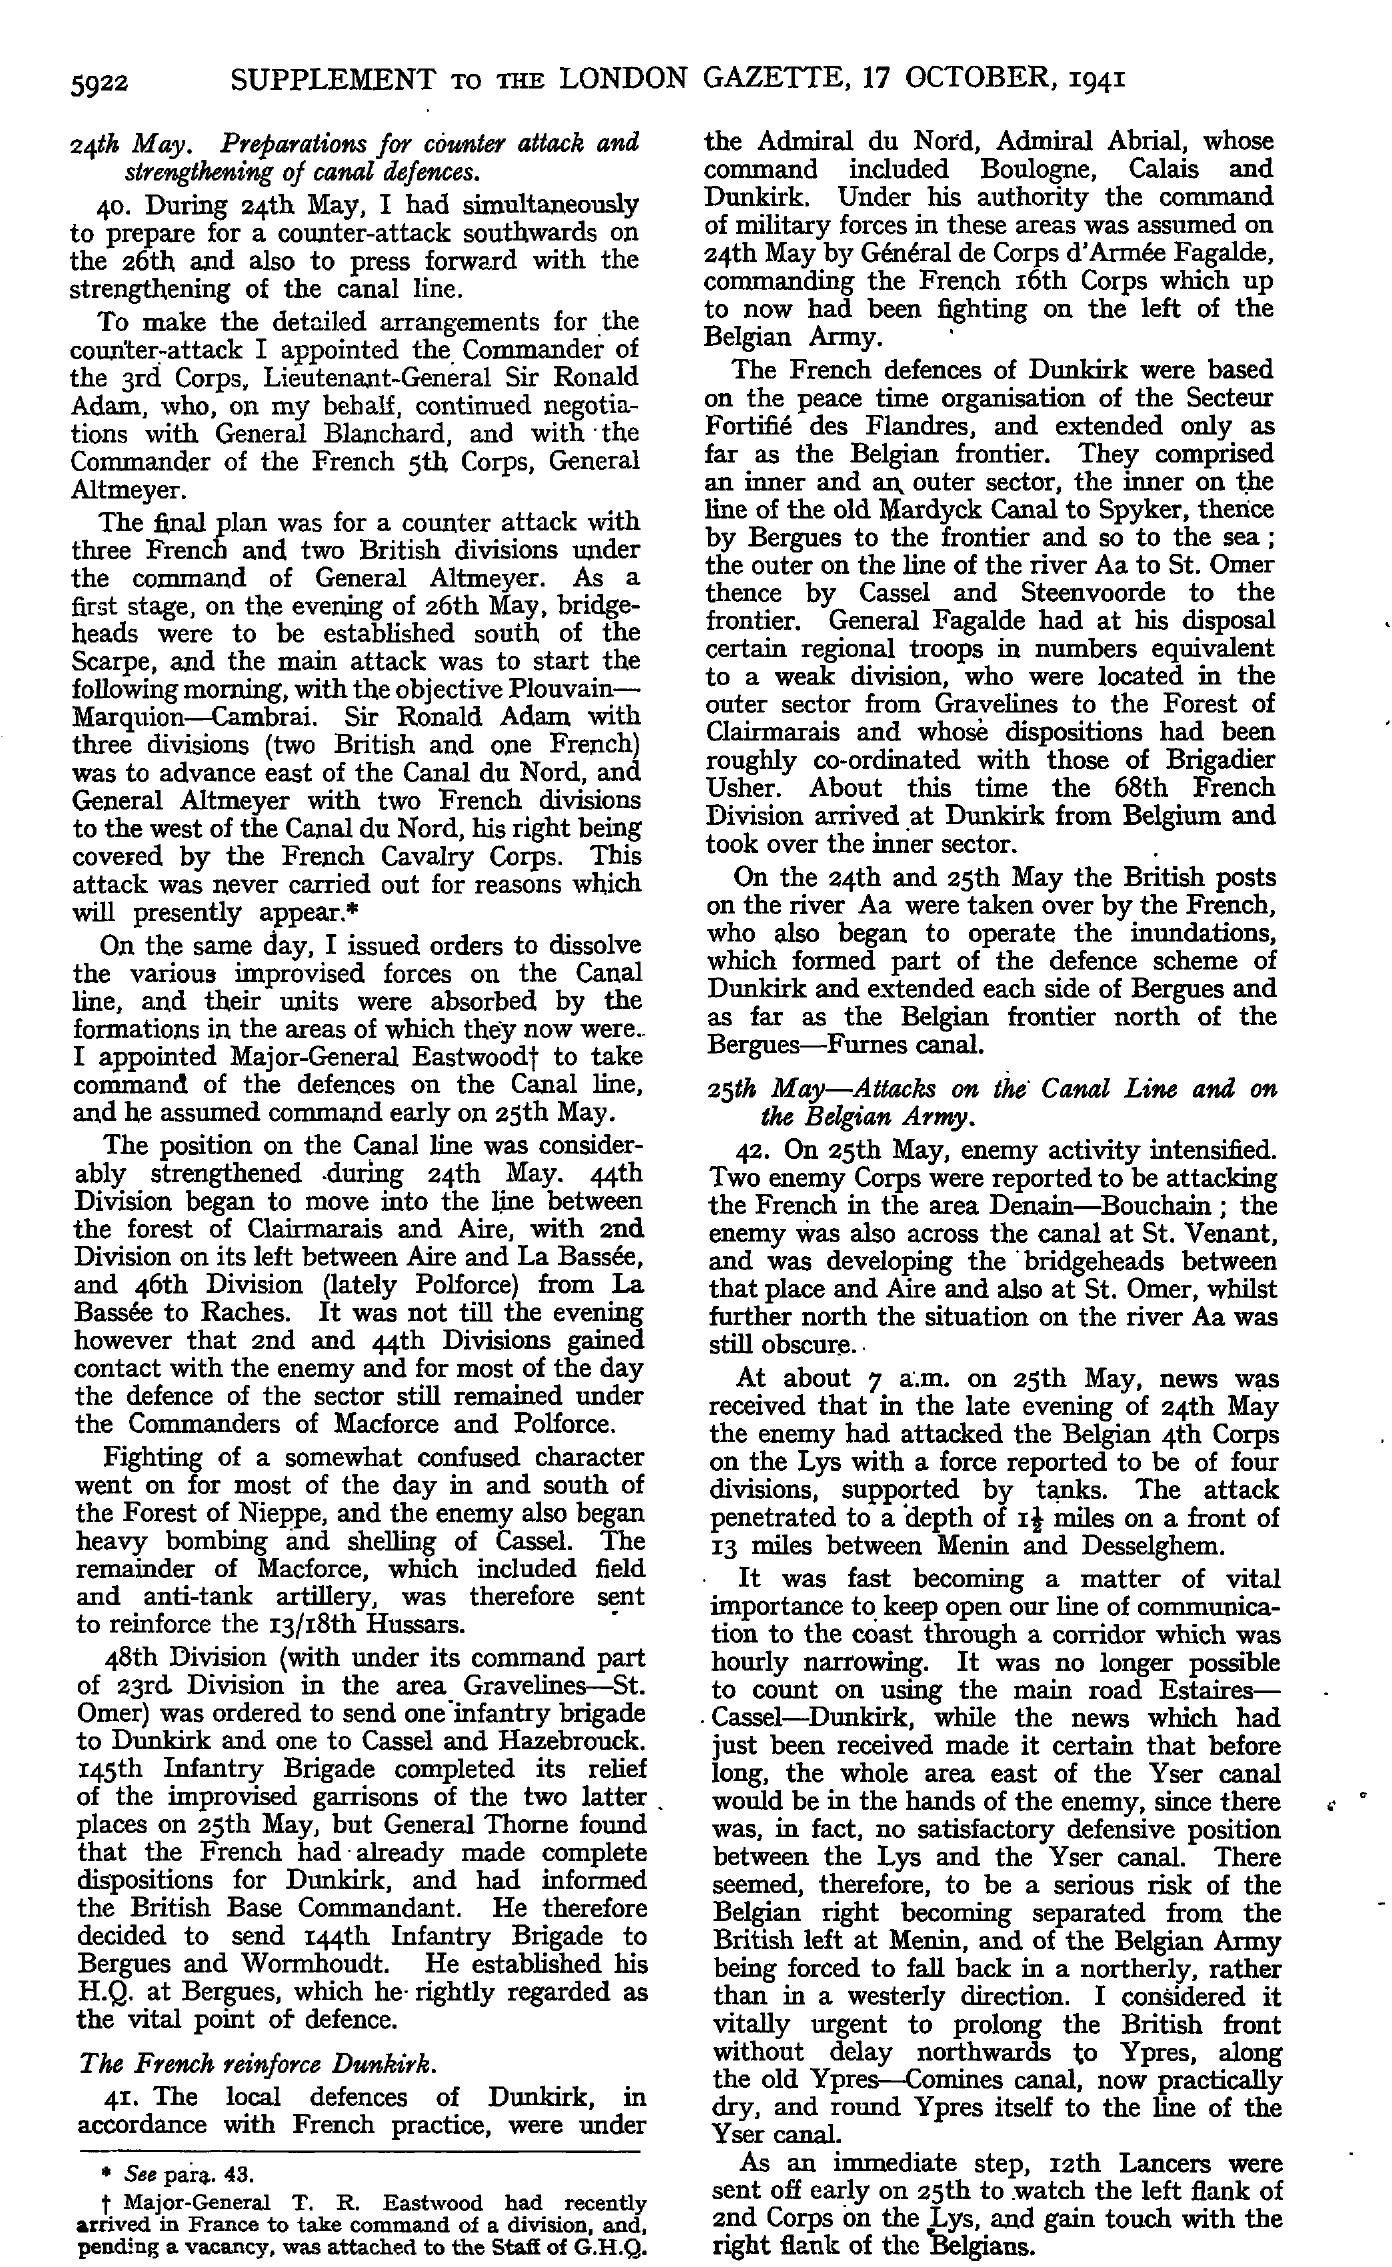 5922 SUPPLEMENT TO THE LONDON GAZETTE, 17 OCTOBER, 1941
24th May. Preparations for counter attack and
strengthening of canal defences.
40. During 24th May, I had simultaneously
to prepare for a counter-attack southwards on
the 26th and also to press forward with the
strengthening of the canal line.
To make the detailed arrangements for the
counter-attack I appointed the Commander of
the 3rd Corps, Lieutenant-General Sir Ronald
Adam, who, on my behalf, continued negotia-
tions with General Blanchard, and with the
Commander of the French 5th Corps, General
Altmeyer.
The final plan was for a counter attack with
three French and two British divisions under
the command of General Altmeyer. As a
first stage, on the evening of 26th May, bridge-
heads were to be established south of the
Scarpe, and the main attack was to start the
following morning, with the objective Plouvain—
Marquion—Cambrai. Sir Ronald Adam with
three divisions (two British and one French)
was to advance east of the Canal du Nord, and
General Altmeyer with two French divisions
to the west of the Canal du Nord, his right being
covered by the French Cavalry Corps. This
attack was never carried out for reasons which
will presently appear.*
On the same day, I issued orders to dissolve
the various improvised forces on the Canal
line, and their units were absorbed by the
formations in the areas of which they now were.
I appointed Major-General Eastwood† to take
command of the defences on the Canal line,
and he assumed command early on 25th May.
The position on the Canal line was consider-
ably strengthened during 24th May. 44th
Division began to move into the line between
the forest of Clairmarais and Aire, with 2nd
Division on its left between Aire and La Bassée,
and 46th Division (lately Polforce) from La
Bassée to Raches. It was not till the evening
however that 2nd and 44th Divisions gained
contact with the enemy and for most of the day
the defence of the sector still remained under
the Commanders of Macforce and Polforce.
Fighting of a somewhat confused character
went on for most of the day in and south of
the Forest of Nieppe, and the enemy also began
heavy bombing and shelling of Cassel. The
remainder of Macforce, which included field
and anti-tank artillery, was therefore sent
to reinforce the 13/18th Hussars.
48th Division (with under its command part
of 23rd Division in the area Gravelines—St.
Omer) was ordered to send one infantry brigade
to Dunkirk and one to Cassel and Hazebrouck.
145th Infantry Brigade completed its relief
of the improvised garrisons of the two latter
places on 25th May, but General Thorne found
that the French had already made complete
dispositions for Dunkirk, and had informed
the British Base Commandant. He therefore
decided to send 144th Infantry Brigade to
Bergues and Wormhoudt. He established his
H.Q. at Bergues, which he rightly regarded as
the vital point of defence.
The French reinforce Dunkirk.
41. The local defences of Dunkirk, in
accordance with French practice, were under
* See para. 43.
† Major-General T. R. Eastwood had recently
arrived in France to take command of a division, and,
pending a vacancy, was attached to the Staff of G.H.Q.
the Admiral du Nord, Admiral Abrial, whose
command included Boulogne, Calais and
Dunkirk. Under his authority the command
of military forces in these areas was assumed on
24th May by Général de Corps d'Armée Fagalde,
commanding the French 16th Corps which up
to now had been fighting on the left of the
Belgian Army.
The French defences of Dunkirk were based
on the peace time organisation of the Secteur
Fortifié des Flandres, and extended only as
far as the Belgian frontier. They comprised
an inner and an outer sector, the inner on the
line of the old Mardyck Canal to Spyker, thence
by Bergues to the frontier and so to the sea ;
the outer on the line of the river Aa to St. Omer
thence by Cassel and Steenvoorde to the
frontier. General Fagalde had at his disposal
certain regional troops in numbers equivalent
to a weak division, who were located in the
outer sector from Gravelines to the Forest of
Clairmarais and whose dispositions had been
roughly co-ordinated with those of Brigadier
Usher. About this time the 68th French
Division arrived at Dunkirk from Belgium and
took over the inner sector.
On the 24th and 25th May the British posts
on the river Aa were taken over by the French,
who also began to operate the inundations,
which formed part of the defence scheme of
Dunkirk and extended each side of Bergues and
as far as the Belgian frontier north of the
Bergues—Furnes canal.
25th May—Attacks on the Canal Line and on
the Belgian Army.
42. On 25th May, enemy activity intensified.
Two enemy Corps were reported to be attacking
the French in the area Denain—Bouchain ; the
enemy was also across the canal at St. Venant,
and was developing the bridgeheads between
that place and Aire and also at St. Omer, whilst
further north the situation on the river Aa was
still obscure.
At about 7 a.m. on 25th May, news was
received that in the late evening of 24th May
the enemy had attacked the Belgian 4th Corps
on the Lys with a force reported to be of four
divisions, supported by tanks. The attack
penetrated to a depth of 1½ miles on a front of
13 miles between Menin and Desselghem.
It was fast becoming a matter of vital
importance to keep open our line of communica-
tion to the coast through a corridor which was
hourly narrowing. It was no longer possible
to count on using the main road Estaires—
Cassel—Dunkirk, while the news which had
just been received made it certain that before
long, the whole area east of the Yser canal
would be in the hands of the enemy, since there
was, in fact, no satisfactory defensive position
between the Lys and the Yser canal. There
seemed, therefore, to be a serious risk of the
Belgian right becoming separated from the
British left at Menin, and of the Belgian Army
being forced to fall back in a northerly, rather
than in a westerly direction. I considered it
vitally urgent to prolong the British front
without delay northwards to Ypres, along
the old Ypres—Comines canal, now practically
dry, and round Ypres itself to the line of the
Yser canal.
As an immediate step, 12th Lancers were
sent off early on 25th to watch the left flank of
2nd Corps on the Lys, and gain touch with the
right flank of the Belgians.